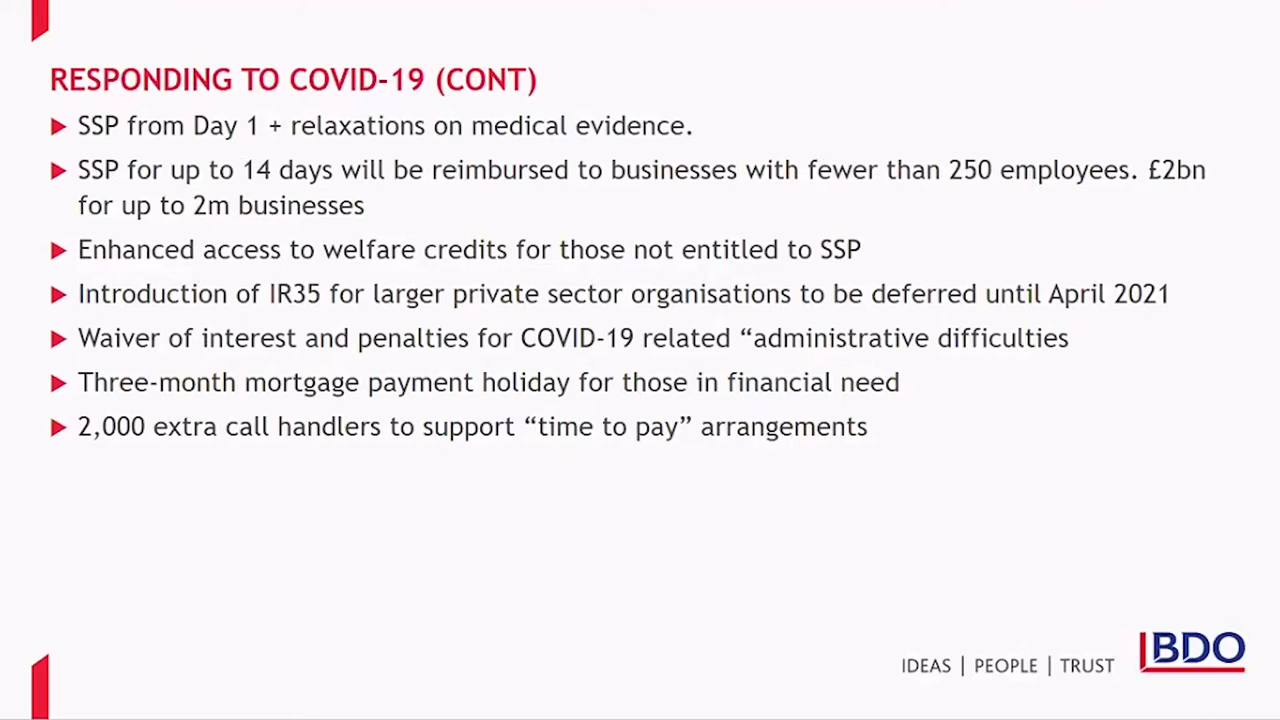 RESPONDING TO COVID-19 (CONT)
SSP from Day 1 + relaxations on medical evidence.
SSP for up to 14 days will be reimbursed to businesses with fewer than 250 employees. £2bn
for up to 2m businesses
Enhanced access to welfare credits for those not entitled to SSP
Introduction of IR35 for larger private sector organisations to be deferred until April 2021
Waiver of interest and penalties for COVID-19 related “administrative difficulties
Three-month mortgage payment holiday for those in financial need
2,000 extra call handlers to support “time to pay” arrangements
IDEAS | PEOPLE | TRUST
BDO